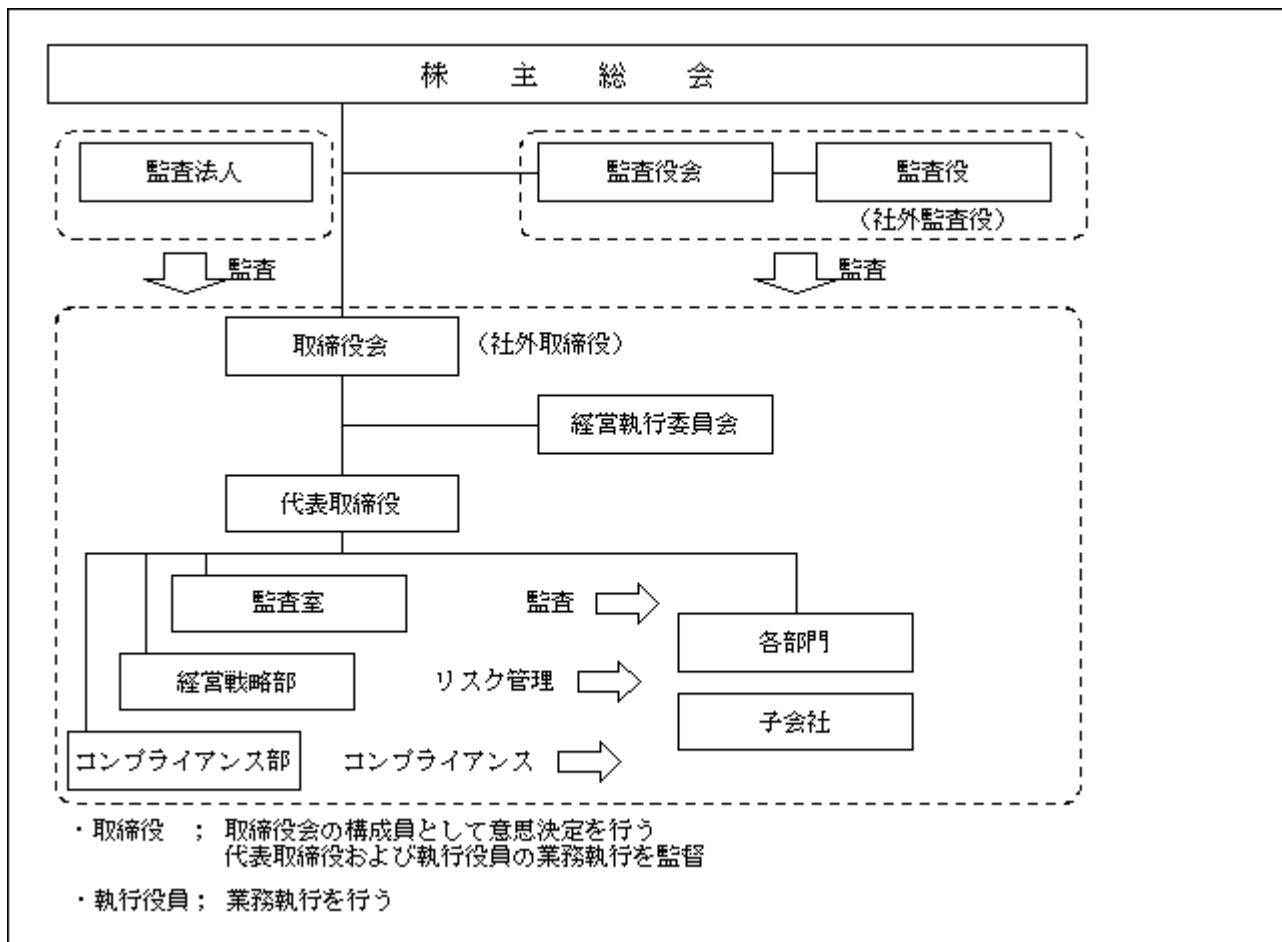 株主総会
監査法人
監査役会
監査役
（社外監査役）
監査
監査
取締役会
（社外取締役）
経営執行委員会
代表取締役
監査室
監査
各部門
経営戦略部
リスク管理
子会社
コンプライアンス部
コンプライアンス
・取締役　；　取締役会の構成員として意思決定を行う
代表取締役および執行役員の業務執行を監督
・執行役員；　業務執行を行う